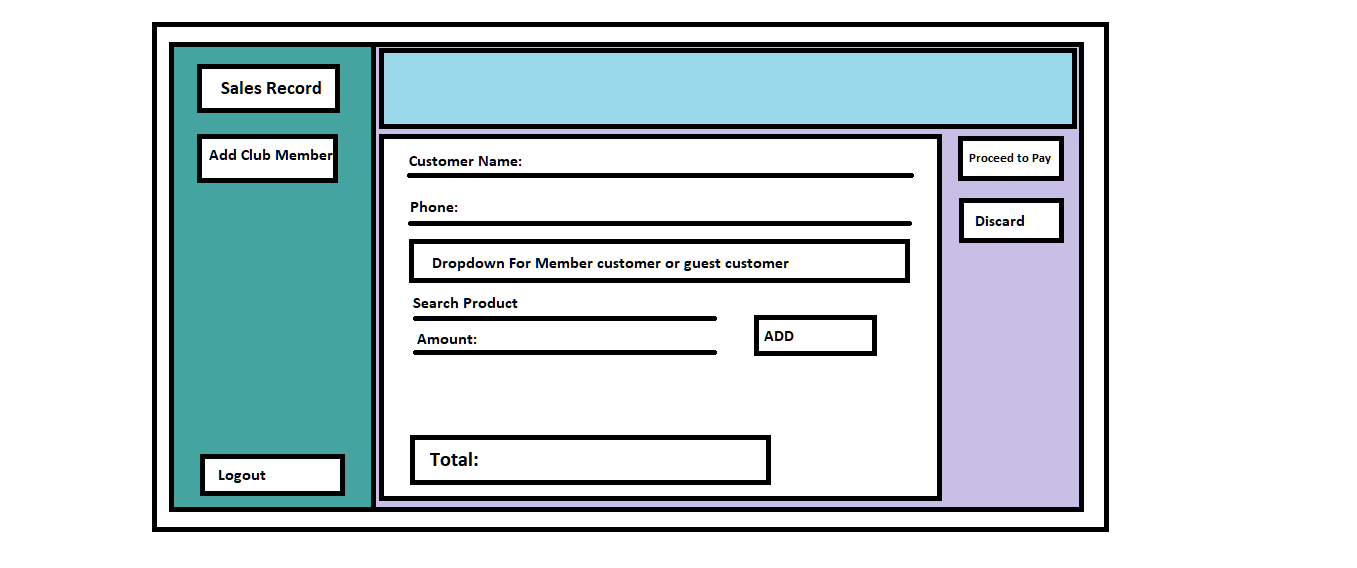 Sales Record
Add Club Member
Logout
Customer Name:
Phone:
Dropdown For Member customer or guest customer
Search Product
Amount:
ADD
Total:
Proceed to Pay
Discard